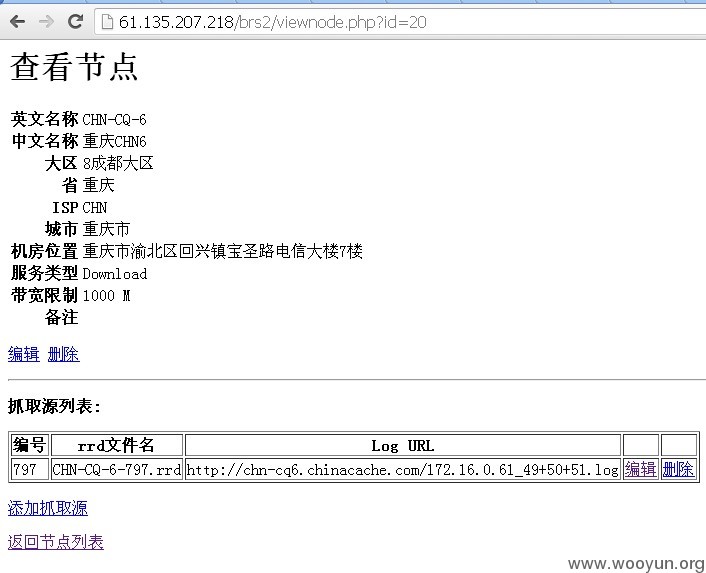 61.135.207.218/brs2/viewnode.php?id=20
查看节点
英文名称 CHN-CQ-6
中文名称 重庆CHN6
大区 8成都大区
省 重庆
ISP CHN
城市 重庆市
机房位置 重庆市渝北区回兴镇宝圣路电信大楼7楼
服务类型 Download
带宽限制 1000 M
备注
编辑 删除
抓取源列表:
编号 rrd文件名 Log URL
797 CHN-CQ-6-797.rrd http://chn-cq6.chinacache.com/172.16.0.61_49+50+51.log 编辑 删除
添加抓取源
返回节点列表
www.wooyun.org